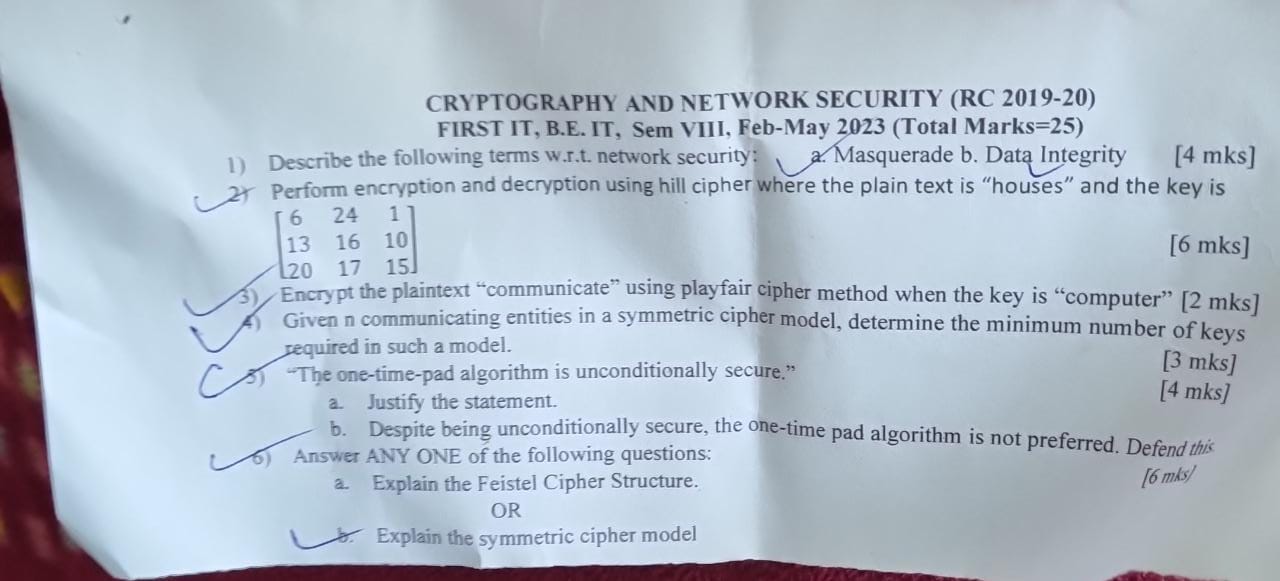 CRYPTOGRAPHY AND NETWORK SECURITY (RC 2019-20)
FIRST IT, B.E. IT, Sem VIII, Feb-May 2023 (Total Marks=25)
1) Describe the following terms w.r.t. network security: a. Masquerade b. Data Integrity [4 mks]
2) Perform encryption and decryption using hill cipher where the plain text is “houses” and the key is
6 24 1
13 16 10 [6 mks]
20 17 15
3) Encrypt the plaintext “communicate” using playfair cipher method when the key is “computer” [2 mks]
4) Given n communicating entities in a symmetric cipher model, determine the minimum number of keys
required in such a model. [3 mks]
5) “The one-time-pad algorithm is unconditionally secure.” [4 mks]
a. Justify the statement.
b. Despite being unconditionally secure, the one-time pad algorithm is not preferred. Defend this
6) Answer ANY ONE of the following questions: [6 mks]
a. Explain the Feistel Cipher Structure.
OR
b. Explain the symmetric cipher model